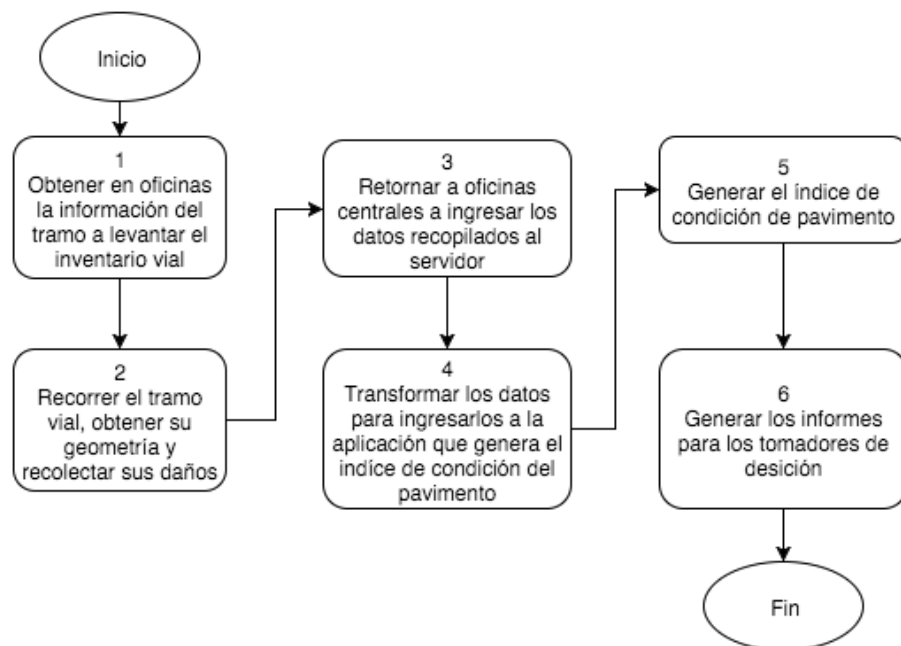 Inicio
1
Obtener en oficinas
la información del
tramo a levantar el
inventario vial
2
Recorrer el tramo
vial, obtener su
geometría y
recolectar sus daños
3
Retornar a oficinas
centrales a ingresar los
datos recopilados al
servidor
4
Transformar los datos
para ingresarlos a la
aplicación que genera el
indíce de condición del
pavimento
5
Generar el índice de
condición de pavimento
6
Generar los informes
para los tomadores de
desición
Fin